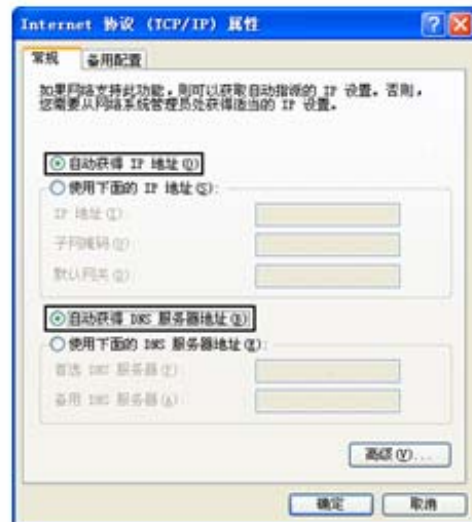 Internet 协议 (TCP/IP) 属性
常规 备用配置
如果网络支持此功能，则可以获取自动指派的 IP 设置。否则，
您需要从网络系统管理员处获得适当的 IP 设置。
自动获得 IP 地址(O)
使用下面的 IP 地址(S):
IP 地址(I):
子网掩码(U):
默认网关(D):
自动获得 DNS 服务器地址(B)
使用下面的 DNS 服务器地址(E):
首选 DNS 服务器(P):
备用 DNS 服务器(A):
高级(V)...
确定 取消